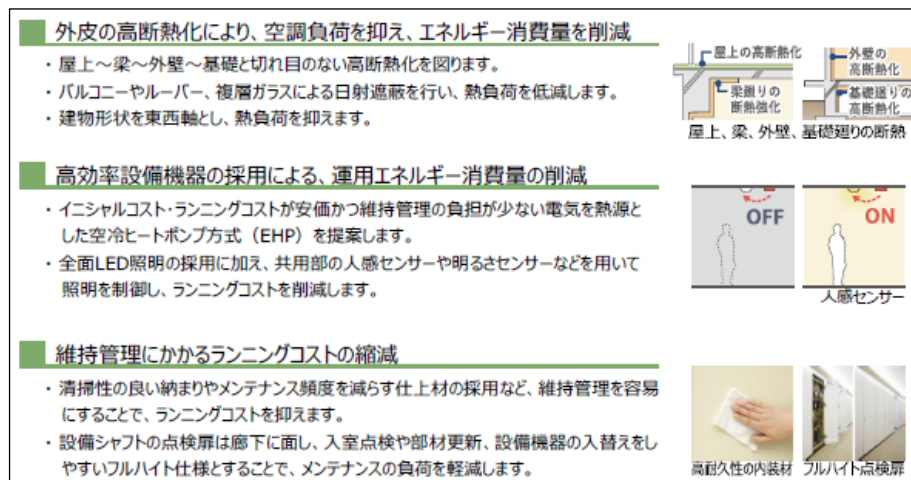 外皮の高断熱化により、空調負荷を抑え、エネルギー消費量を削減
・屋上～梁～外壁～基礎と切れ目のない高断熱化を図ります。
・バルコニーやルーバー、複層ガラスによる日射遮蔽を行い、熱負荷を低減します。
・建物形状を東西軸とし、熱負荷を抑えます。
屋上の高断熱化
梁廻りの
断熱強化
外壁の
高断熱化
基礎廻りの
高断熱化
屋上、梁、外壁、基礎廻りの断熱
高効率設備機器の採用による、運用エネルギー消費量の削減
・イニシャルコスト・ランニングコストが安価かつ維持管理の負担が少ない電気を熱源と
した空冷ヒートポンプ方式（EHP）を提案します。
・全面LED照明の採用に加え、共用部の人感センサーや明るさセンサーなどを用いて
照明を制御し、ランニングコストを削減します。
OFF
ON
人感センサー
維持管理にかかるランニングコストの縮減
・清掃性の良い納まりやメンテナンス頻度を減らす仕上材の採用など、維持管理を容易
にすることで、ランニングコストを抑えます。
・設備シャフトの点検扉は廊下に面し、入室点検や部材更新、設備機器の入替えをし
やすいフルハイト仕様とすることで、メンテナンスの負荷を軽減します。
高耐久性の内装材
フルハイト点検扉